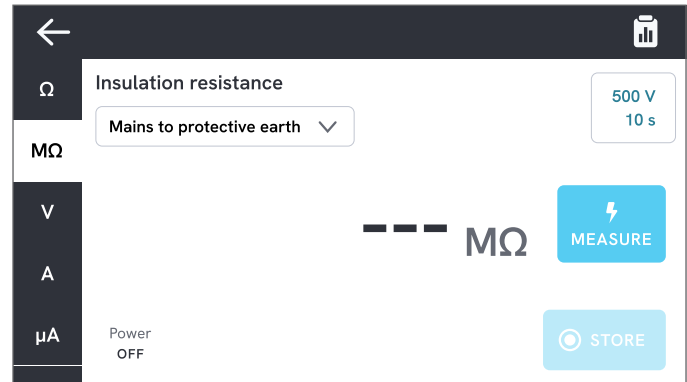 Ω
MΩ
V
A
µA
Insulation resistance
Mains to protective earth
500 V
10 s
--- MΩ
MEASURE
Power
OFF
STORE